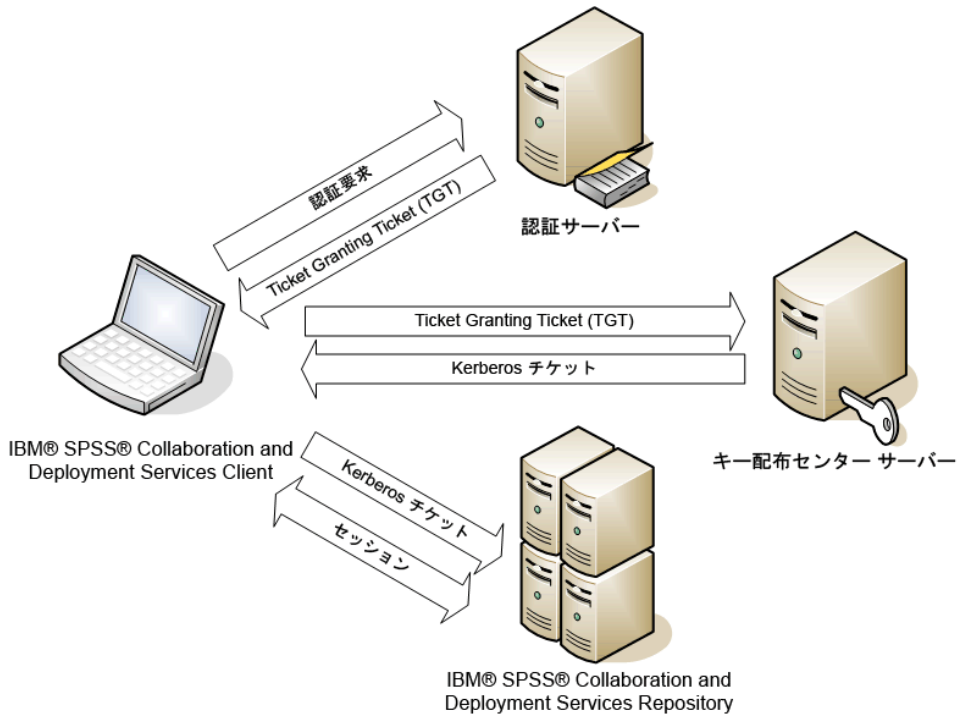 認証サーバー
認証要求
Ticket Granting Ticket (TGT)
Ticket Granting Ticket (TGT)
Kerberos チケット
キー配布センター サーバー
IBM® SPSS® Collaboration and
Deployment Services Client
Kerberos チケット
セッション
IBM® SPSS® Collaboration and
Deployment Services Repository